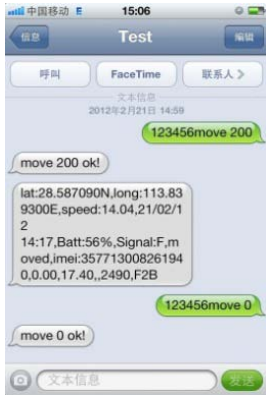 中国移动 E 15:06
信息 Test 编辑
呼叫 FaceTime 联系人
文本信息
2012年2月21日 14:59
123456move 200
move 200 ok!
lat:28.587090N,long:113.83
9300E,speed:14.04,21/02/1
2
14:17,Batt:56%,Signal:F,m
oved,imei:35771300826194
0,0.00,17.40,,2490,F2B
123456move 0
move 0 ok!
文本信息 发送